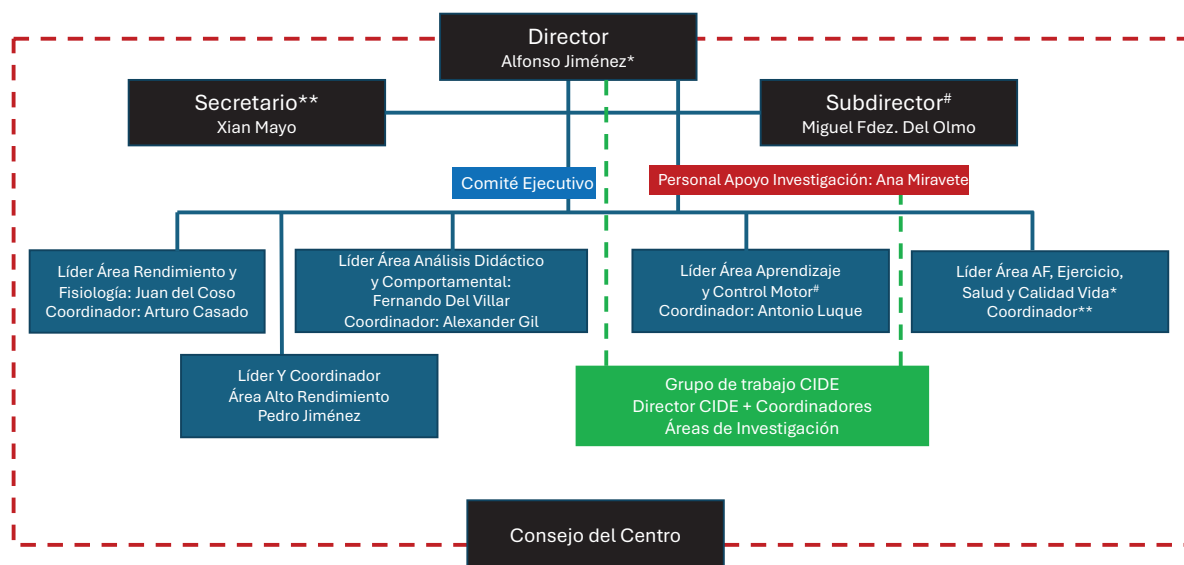 Director
Alfonso Jiménez*
Secretario**
Xian Mayo
Subdirector#
Miguel Fdez. Del Olmo
Comité Ejecutivo
Personal Apoyo Investigación: Ana Miravete
Líder Área Rendimiento y
Fisiología: Juan del Coso
Coordinador: Arturo Casado
Líder Área Análisis Didáctico
y Comportamental:
Fernando Del Villar
Coordinador: Alexander Gil
Líder Área Aprendizaje
y Control Motor#
Coordinador: Antonio Luque
Líder Área AF, Ejercicio,
Salud y Calidad Vida*
Coordinador**
Líder Y Coordinador
Área Alto Rendimiento
Pedro Jiménez
Grupo de trabajo CIDE
Director CIDE + Coordinadores
Áreas de Investigación
Consejo del Centro